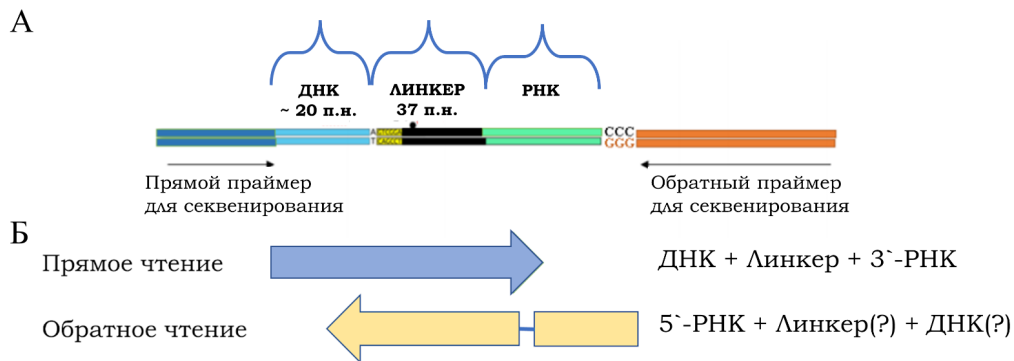 А
ДНК
~ 20 п.н.
ЛИНКЕР
37 п.н.
РНК
A
T
CCC
GGG
Прямой праймер
для секвенирования
Обратный праймер
для секвенирования
Б
Прямое чтение
ДНК + Линкер + 3`-РНК
Обратное чтение
5`-РНК + Линкер(?) + ДНК(?)